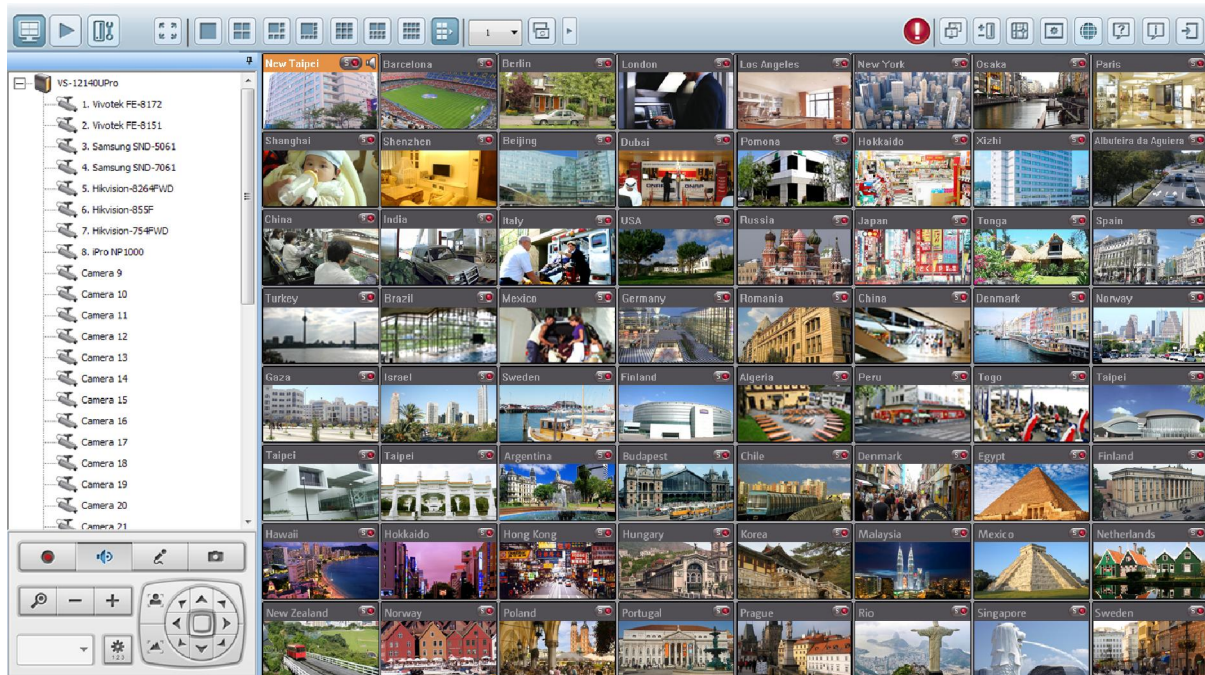 1
VS-12140UPro
1. Vivotek FE-8172
2. Vivotek FE-8151
3. Samsung SND-5061
4. Samsung SND-7061
5. Hikvision-8264FWD
6. Hikvision-855F
7. Hikvision-754FWD
8. iPro NP1000
Camera 9
Camera 10
Camera 11
Camera 12
Camera 13
Camera 14
Camera 15
Camera 16
Camera 17
Camera 18
Camera 19
Camera 20
Camera 21
123
New Taipei Barcelona Berlin London Los Angeles New York Osaka Paris
Shanghai Shenzhen Beijing Dubai Pomona Hokkaido Xizhi Albufeira da Aguiera
China India Italy USA Russia Japan Tonga Spain
Turkey Brazil Mexico Germany Romania China Denmark Norway
Gaza Israel Sweden Finland Algeria Peru Togo Taipei
Taipei Taipei Argentina Budapest Chile Denmark Egypt Finland
Hawaii Hokkaido Hong Kong Hungary Korea Malaysia Mexico Netherlands
New Zealand Norway Poland Portugal Prague Rio Singapore Sweden